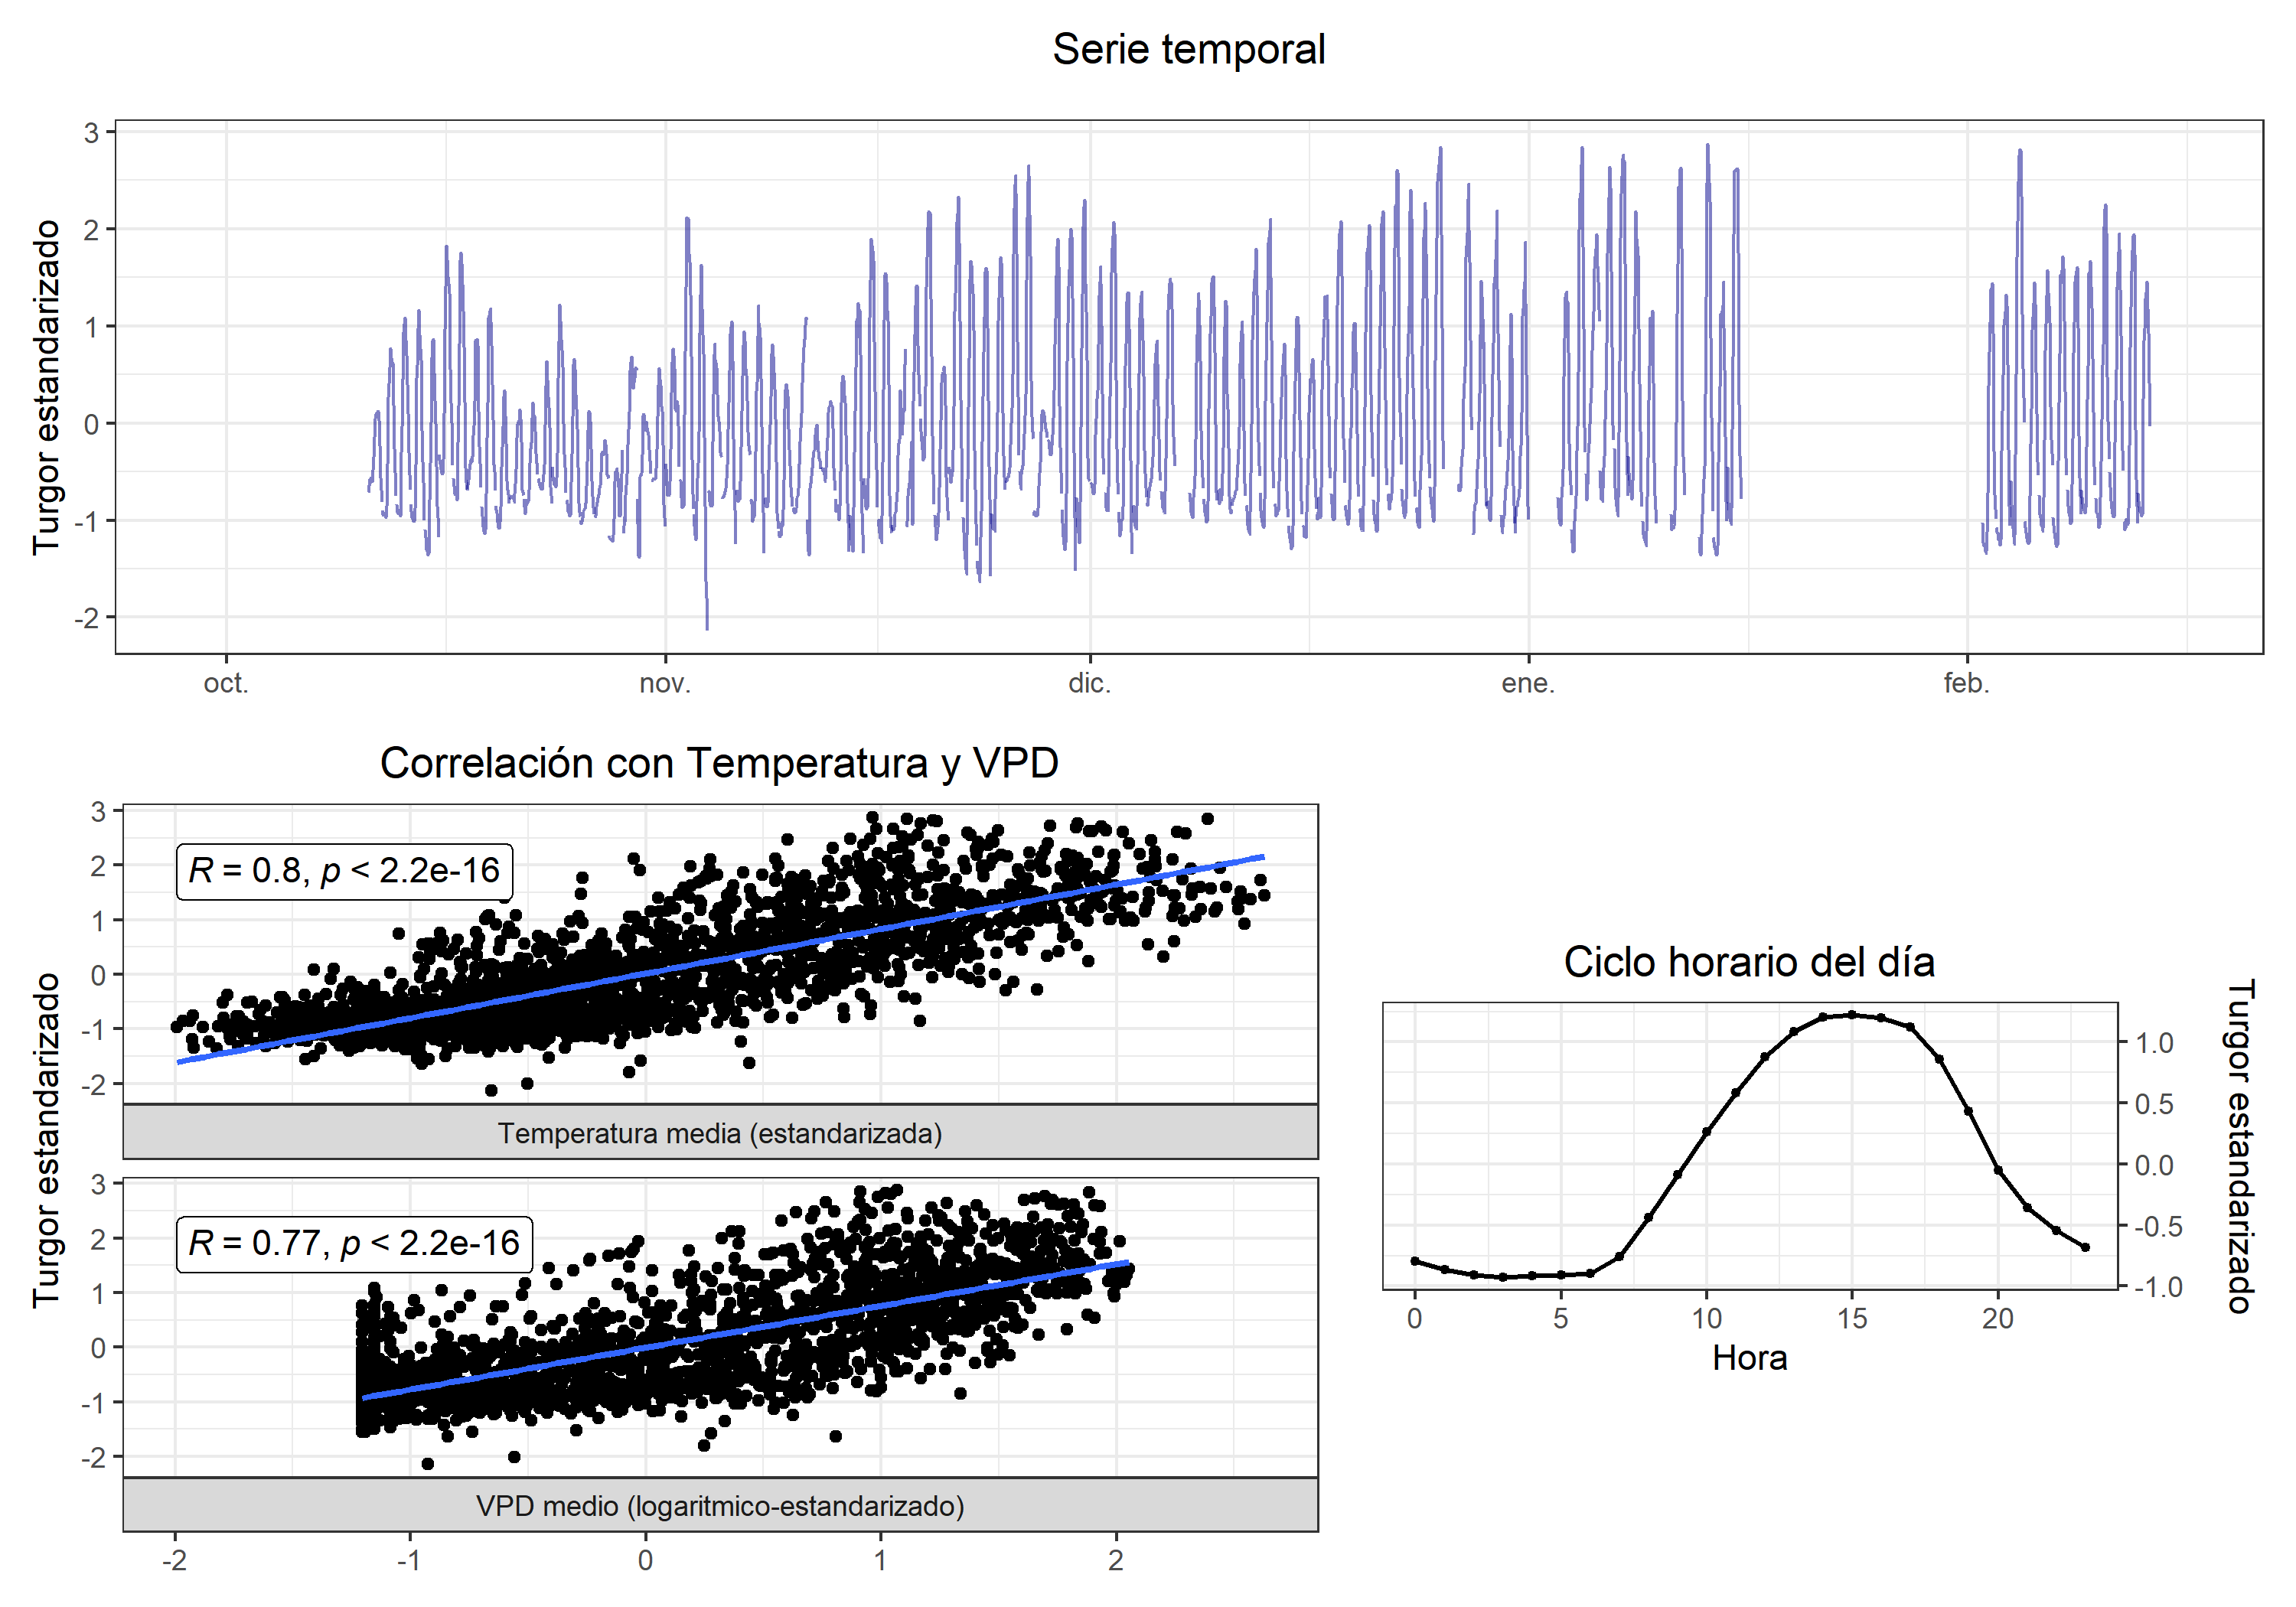 Serie temporal
Turgor estandarizado
3
2
1
0
-1
-2
oct.
nov.
dic.
ene.
feb.
Correlación con Temperatura y VPD
Turgor estandarizado
3
2
1
0
-1
-2
R = 0.8, p < 2.2e-16
Temperatura media (estandarizada)
3
2
1
0
-1
-2
R = 0.77, p < 2.2e-16
VPD medio (logaritmico-estandarizado)
-2
-1
0
1
2
Ciclo horario del día
1.0
0.5
0.0
-0.5
-1.0
Turgor estandarizado
0
5
10
15
20
Hora